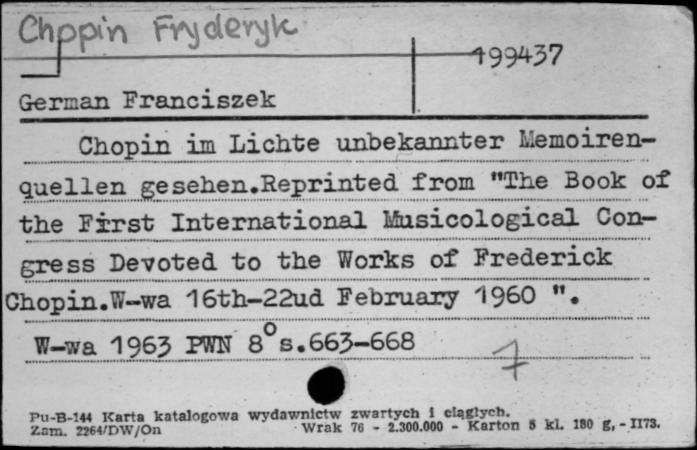 Chopin Fryderyk
199437
German Franciszek
Chopin im Lichte unbekannter Memoiren-
quellen gesehen.Reprinted from "The Book of
the First International Musicological Con-
gress Devoted to the Works of Frederick
Chopin.W-wa 16th-22ud February 1960 ".
W-wa 1963 PWN 8° s.663-668
7
Pu-B-144 Karta katalogowa wydawnictw zwartych i ciągłych.
Zam. 2264/DW/On Wrak 76 - 2.300.000 - Karton 5 kl. 180 g, - II73.